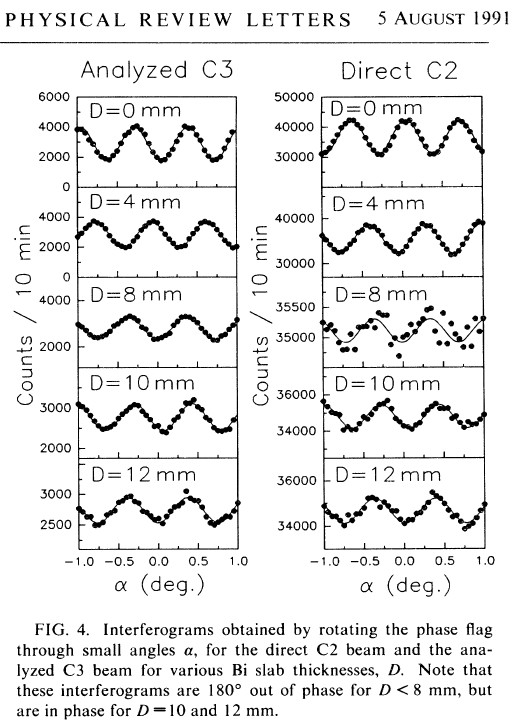 PHYSICAL REVIEW LETTERS 5 AUGUST 1991
Analyzed C3
Direct C2
Counts / 10 min
6000
4000
2000
0
D=0 mm
4000
2000
0
D=4 mm
4000
2000
D=8 mm
3000
2000
D=10 mm
3000
2500
D=12 mm
-1.0 -0.5 0.0 0.5 1.0
α (deg.)
Counts / 10 min
50000
40000
30000
D=0 mm
40000
30000
D=4 mm
35500
35000
D=8 mm
36000
34000
D=10 mm
36000
34000
D=12 mm
-1.0 -0.5 0.0 0.5 1.0
α (deg.)
FIG. 4. Interferograms obtained by rotating the phase flag
through small angles α, for the direct C2 beam and the ana-
lyzed C3 beam for various Bi slab thicknesses, D. Note that
these interferograms are 180° out of phase for D < 8 mm, but
are in phase for D = 10 and 12 mm.